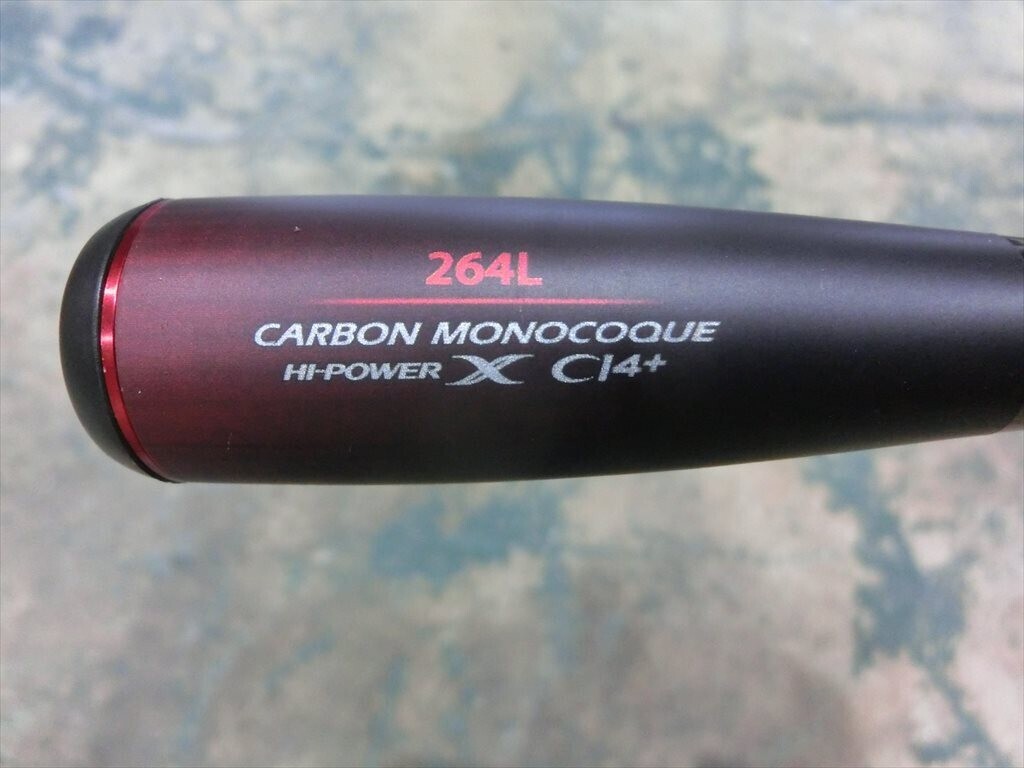 264L
CARBON MONOCOQUE
HI-POWER X CI4+